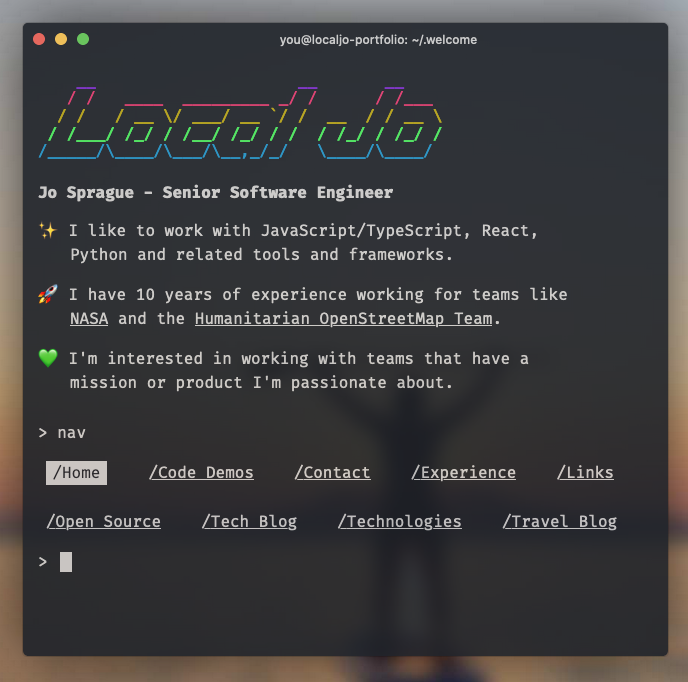 you@localjo-portfolio: ~/.welcome
Local Jo
Jo Sprague – Senior Software Engineer
✨ I like to work with JavaScript/TypeScript, React,
Python and related tools and frameworks.
🚀 I have 10 years of experience working for teams like
NASA and the Humanitarian OpenStreetMap Team.
💚 I'm interested in working with teams that have a
mission or product I'm passionate about.
> nav
/Home /Code Demos /Contact /Experience /Links
/Open Source /Tech Blog /Technologies /Travel Blog
>